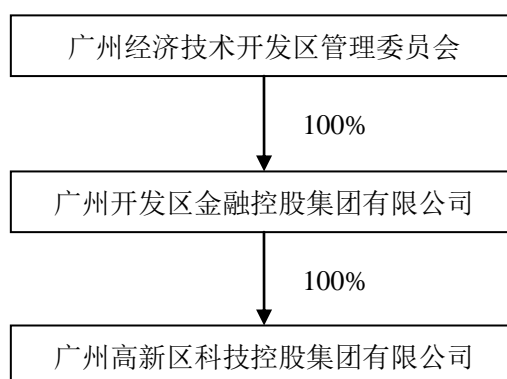 广州经济技术开发区管理委员会
100%
广州开发区金融控股集团有限公司
100%
广州高新区科技控股集团有限公司